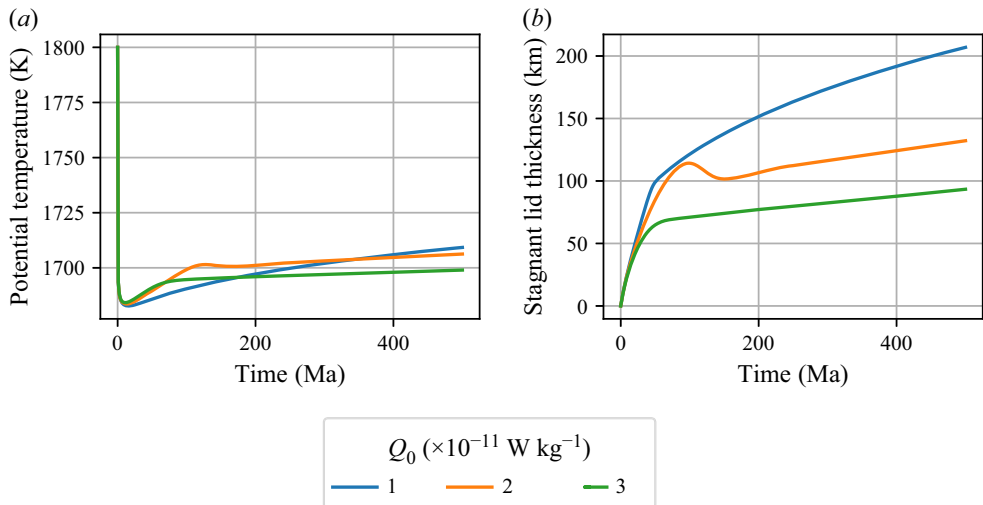 (a)
Potential temperature (K)
1800
1775
1750
1725
1700
0
200
400
Time (Ma)
(b)
Stagnant lid thickness (km)
200
150
100
50
0
0
200
400
Time (Ma)
Q₀ (×10⁻¹¹ W kg⁻¹)
1 2 3